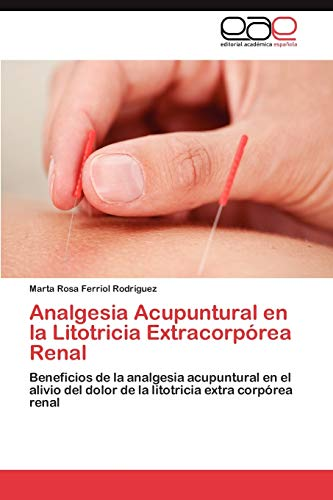 eae
editorial académica española
Marta Rosa Ferriol Rodriguez
Analgesia Acupuntural en
la Litotricia Extracorpórea
Renal
Beneficios de la analgesia acupuntural en el
alivio del dolor de la litotricia extra corpórea
renal